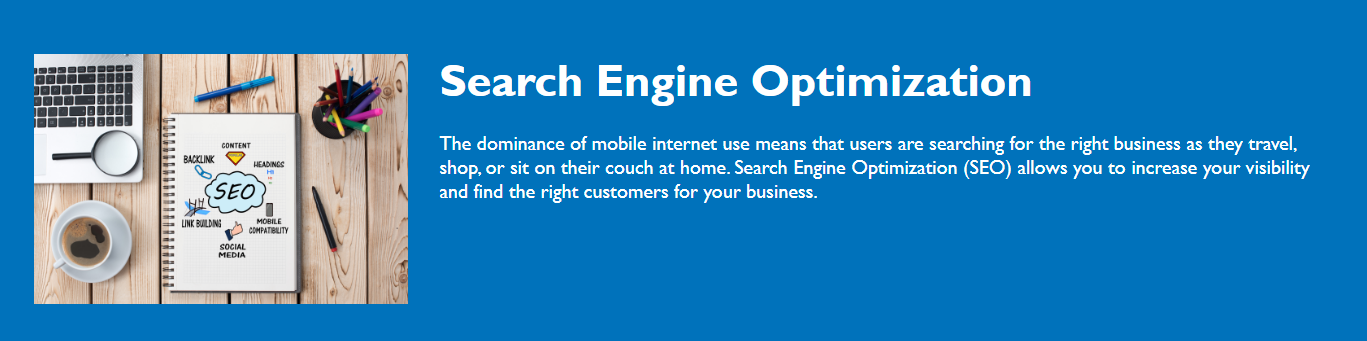 Search Engine Optimization
The dominance of mobile internet use means that users are searching for the right business as they travel,
shop, or sit on their couch at home. Search Engine Optimization (SEO) allows you to increase your visibility
and find the right customers for your business.
CONTENT
BACKLINK
HEADINGS
H1
SEO
LINK BUILDING
MOBILE
COMPATIBILITY
SOCIAL
MEDIA